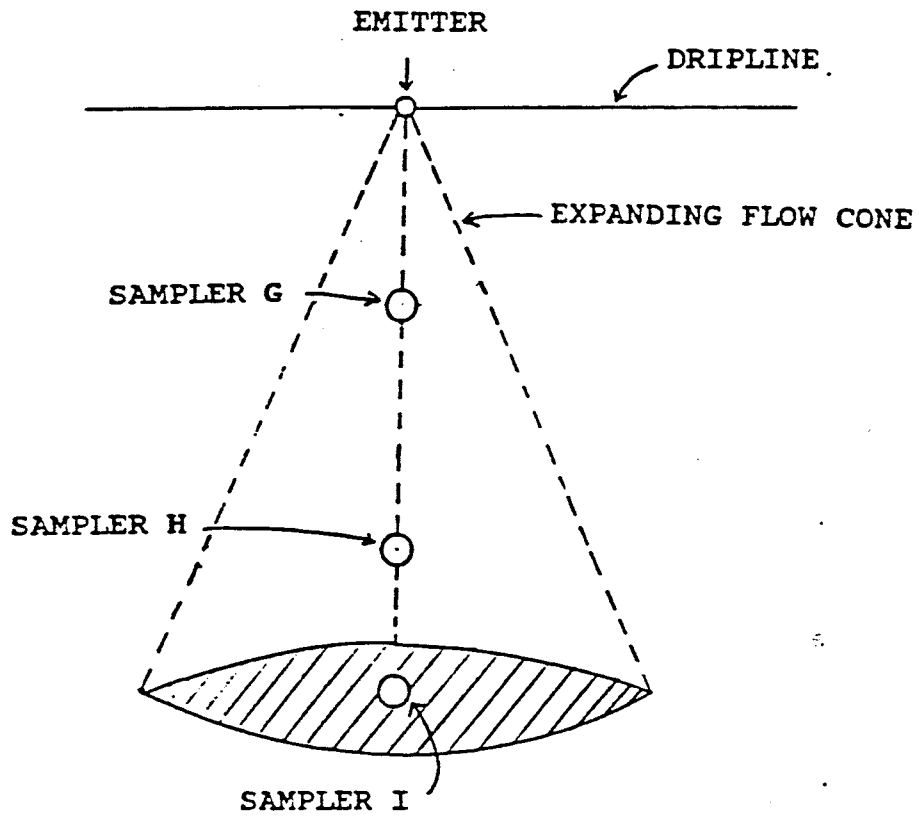 EMITTER
DRIPLINE
EXPANDING FLOW CONE
SAMPLER G
SAMPLER H
SAMPLER I